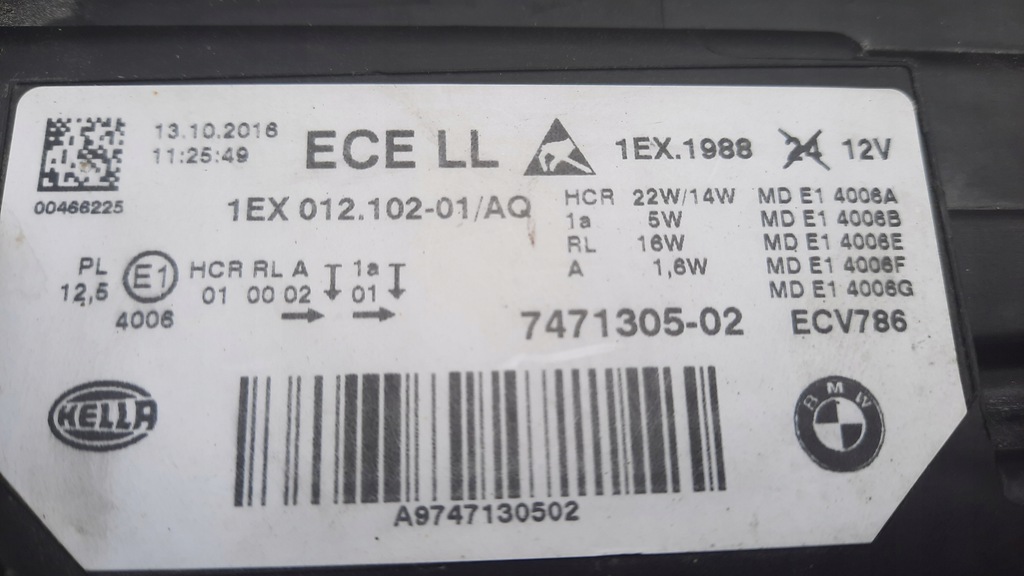 13.10.2016
11:25:49
00466225
ECE LL
1EX.1988
24 12V
1EX 012.102-01/AQ
HCR 22W/14W MD E1 4006A
1a 5W MD E1 4006B
RL 16W MD E1 4006E
A 1,6W MD E1 4006F
MD E1 4006G
PL
12,5
E1
4006
HCR RL A 1a
01 00 02 01
7471305-02
ECV786
HELLA
BMW
A9747130502